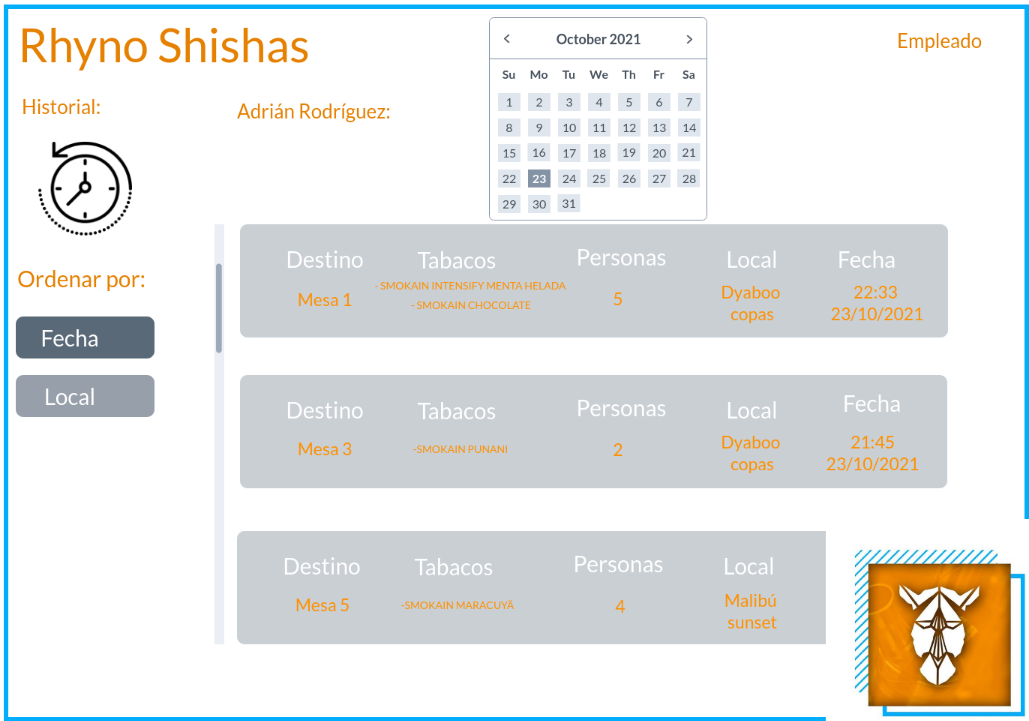 Rhyno Shishas
Empleado
Historial:
Adrián Rodríguez:
October 2021
Su Mo Tu We Th Fr Sa
1 2 3 4 5 6 7
8 9 10 11 12 13 14
15 16 17 18 19 20 21
22 23 24 25 26 27 28
29 30 31
Ordenar por:
Fecha
Local
Destino Tabacos Personas Local Fecha
Mesa 1
- SMOKAIN INTENSIFY MENTA HELADA
- SMOKAIN CHOCOLATE
5
Dyaboo
copas
22:33
23/10/2021
Destino Tabacos Personas Local Fecha
Mesa 3
-SMOKAIN PUNANI
2
Dyaboo
copas
21:45
23/10/2021
Destino Tabacos Personas Local
Mesa 5
-SMOKAIN MARACUYÁ
4
Malibú
sunset